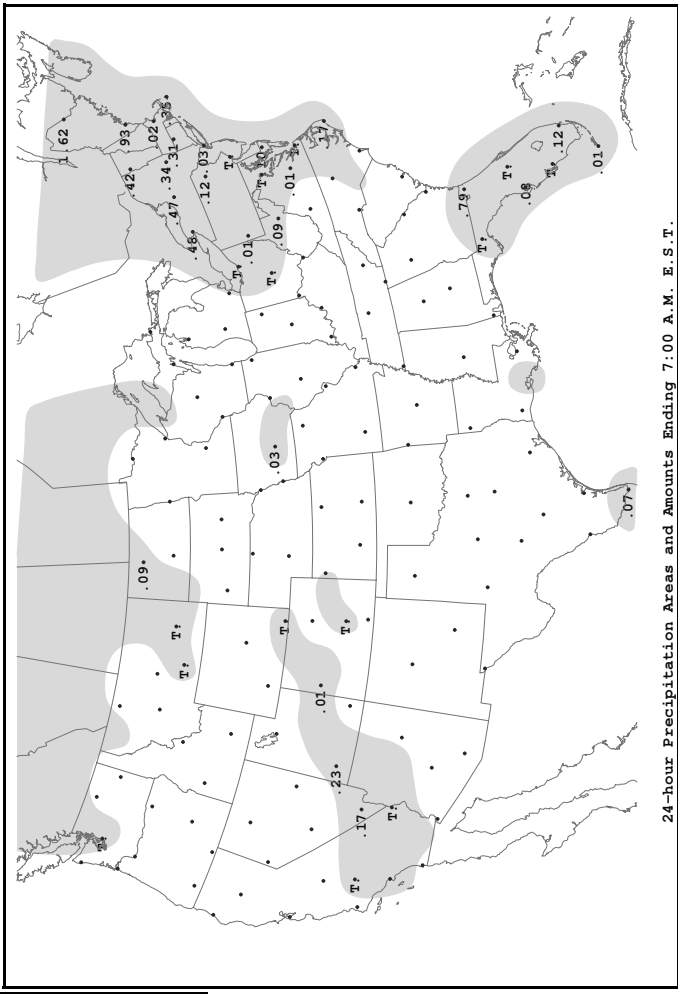 1.62
T
.93
.42
.09
.02
.34
.35
.47
.31
T
T
.48
.12
.03
T
T
.01
T
.10
T
.03
.09
T
.01
T
.01
.17
.23
T
T
.17
T
.79
T
T
.08
T
.12
.01
.07
24-hour Precipitation Areas and Amounts Ending 7:00 A.M. E.S.T.